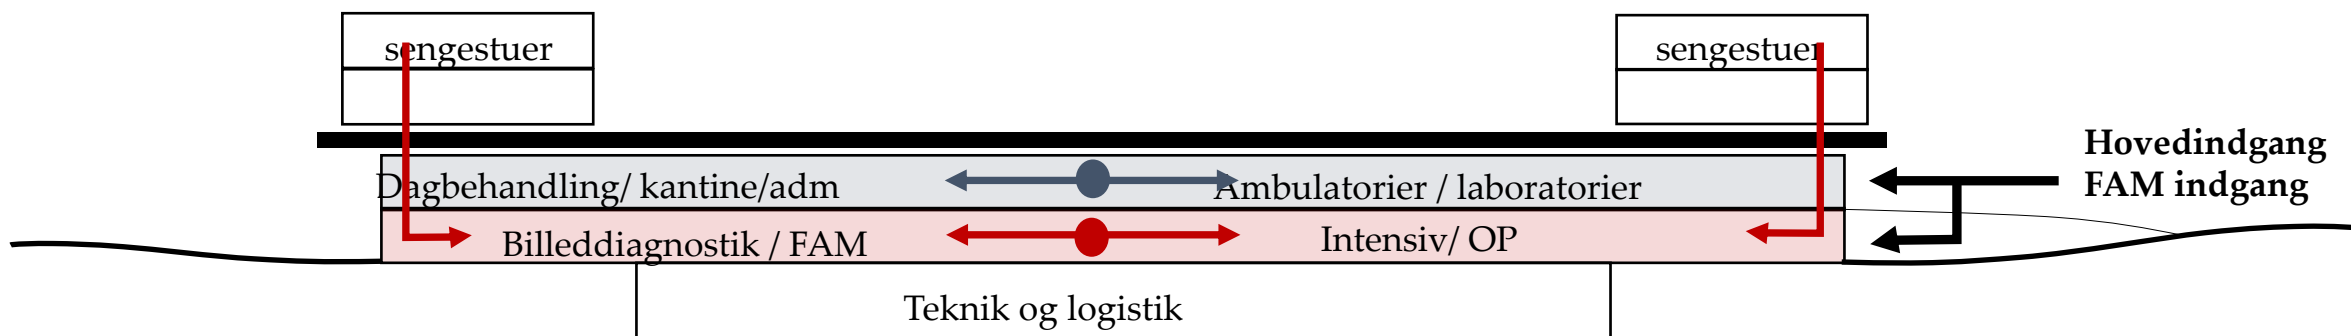 sengestuer
sengestuer
Hovedindgang
FAM indgang
Dagbehandling/ kantine/adm
Ambulatorier / laboratorier
Billeddiagnostik / FAM
Intensiv/ OP
Teknik og logistik